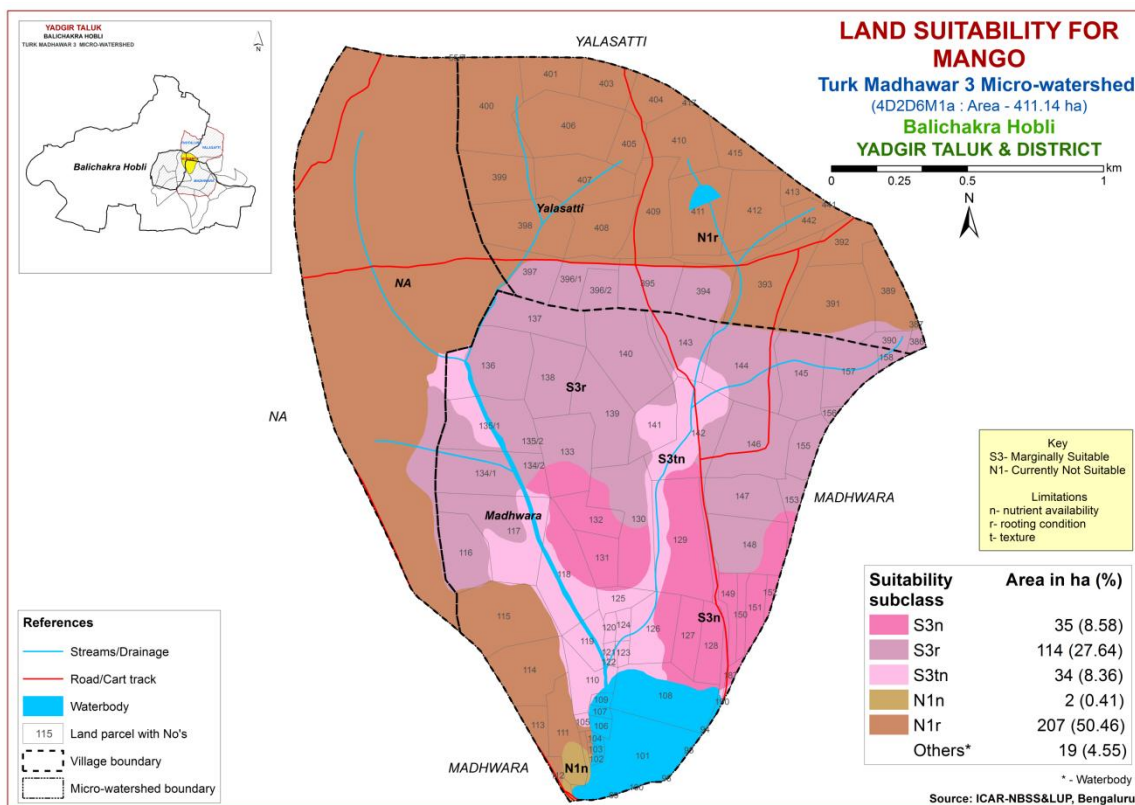 YADGIR TALUK
BALICHAKRA HOBLI
TURK MADHAWAR 3 MICRO-WATERSHED
N
Balichakra Hobli
YALASATTI
LAND SUITABILITY FOR
MANGO
Turk Madhawar 3 Micro-watershed
(4D2D6M1a : Area - 411.14 ha)
Balichakra Hobli
YADGIR TALUK & DISTRICT
km
0 0.25 0.5 1
N
401
403
400
404
406
410
405
415
399
407
413
Yalasatti
409
411
412
442
398
408
N1r
392
397
396/1
396/2
395
394
393
NA
391
389
137
390
386
143
140
158
136
138
144
145
157
S3r
139
NA
156
135/1
141
142
135/2
146
155
133
134/1
134/2
S3tn
147
153
MADHWARA
Madhwara
132
130
117
129
148
116
131
118
149
151
125
150
115
S3n
120
124
126
127
128
119
121
123
122
114
110
108
109
107
113
105
106
111
104
103
101
102
N1n
MADHWARA
Key
S3- Marginally Suitable
N1- Currently Not Suitable
Limitations
n- nutrient availability
r- rooting condition
t- texture
Suitability subclass Area in ha (%)
S3n 35 (8.58)
S3r 114 (27.64)
S3tn 34 (8.36)
N1n 2 (0.41)
N1r 207 (50.46)
Others* 19 (4.55)
* - Waterbody
Source: ICAR-NBSS&LUP, Bengaluru
References
Streams/Drainage
Road/Cart track
Waterbody
115 Land parcel with No's
Village boundary
Micro-watershed boundary